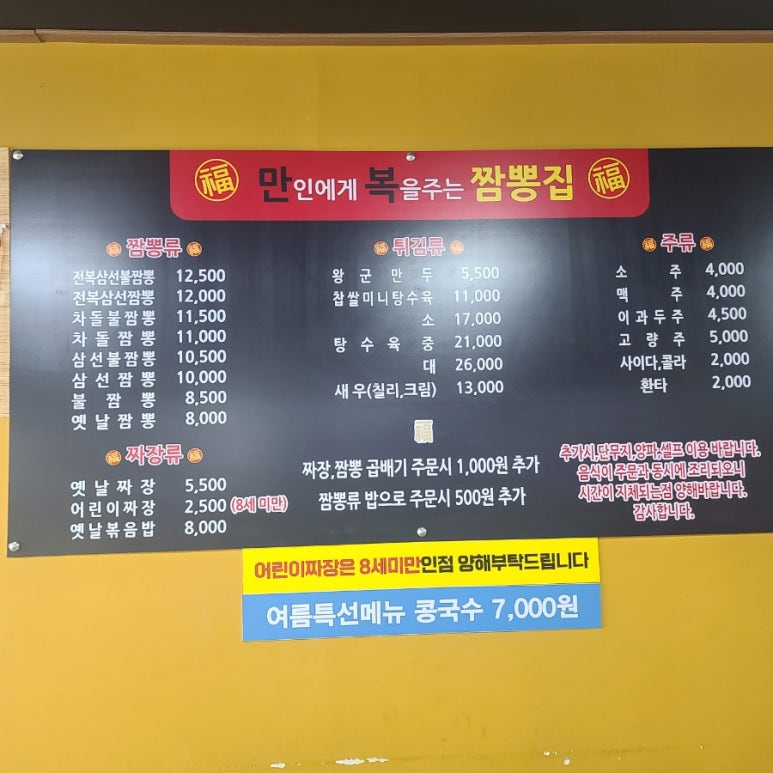 福 만인에게 복을주는 짬뽕집 福
福 짬뽕류 福
전복삼선불짬뽕 12,500
전복삼선짬뽕 12,000
차돌불짬뽕 11,500
차돌짬뽕 11,000
삼선불짬뽕 10,500
삼선짬뽕 10,000
불짬뽕 8,500
옛날짬뽕 8,000
福 짜장류 福
옛날짜장 5,500
어린이짜장 2,500 (8세 미만)
옛날볶음밥 8,000
福 튀김류 福
왕군만두 5,500
찹쌀미니탕수육 11,000
소 17,000
탕수육 중 21,000
대 26,000
새우(칠리,크림) 13,000
福
짜장,짬뽕 곱배기 주문시 1,000원 추가
짬뽕류 밥으로 주문시 500원 추가
福 주류 福
소주 4,000
맥주 4,000
이과두주 4,500
고량주 5,000
사이다,콜라 2,000
환타 2,000
추가시,단무지,양파,셀프 이용 바랍니다.
음식이 주문과 동시에 조리되오니
시간이 지체되는점 양해바랍니다.
감사합니다.
어린이짜장은 8세미만인점 양해부탁드립니다
여름특선메뉴 콩국수 7,000원